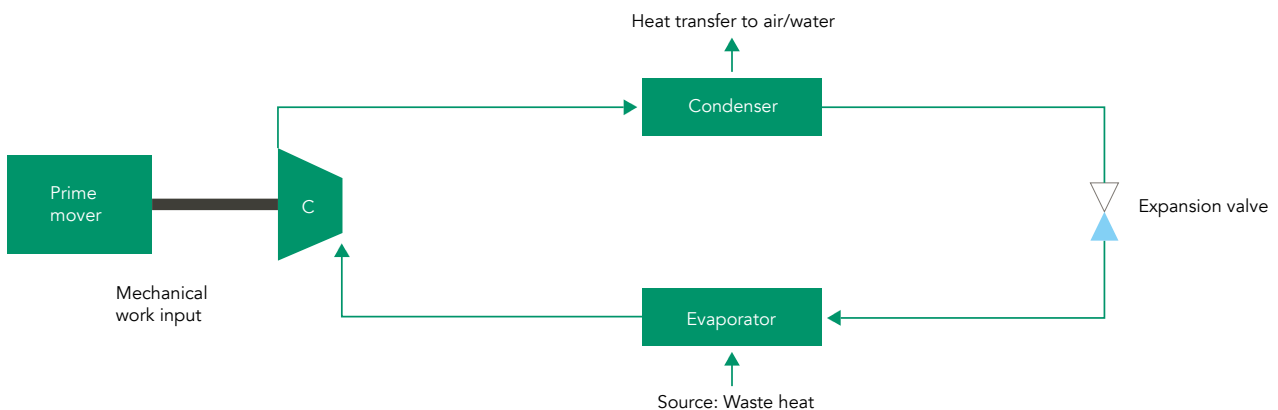 Heat transfer to air/water
Condenser
Prime
mover
C
Expansion valve
Mechanical
work input
Evaporator
Source: Waste heat